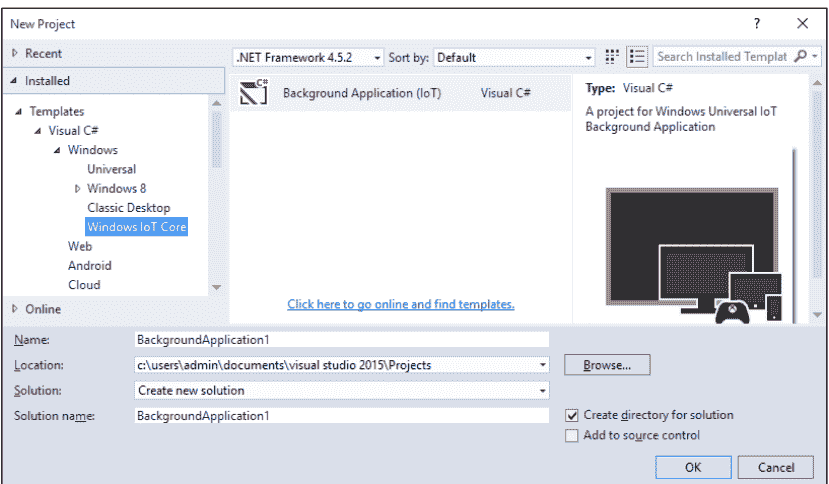 New Project
?
Recent
.NET Framework 4.5.2
Sort by: Default
Search Installed Templat
Installed
Templates
Visual C#
Windows
Universal
Windows 8
Classic Desktop
Windows IoT Core
Web
Android
Cloud
Online
C#
Background Application (IoT)
Visual C#
Click here to go online and find templates.
Type: Visual C#
A project for Windows Universal IoT
Background Application
Name:
BackgroundApplication1
Location:
c:\users\admin\documents\visual studio 2015\Projects
Browse...
Solution:
Create new solution
Solution name:
BackgroundApplication1
Create directory for solution
Add to source control
OK
Cancel